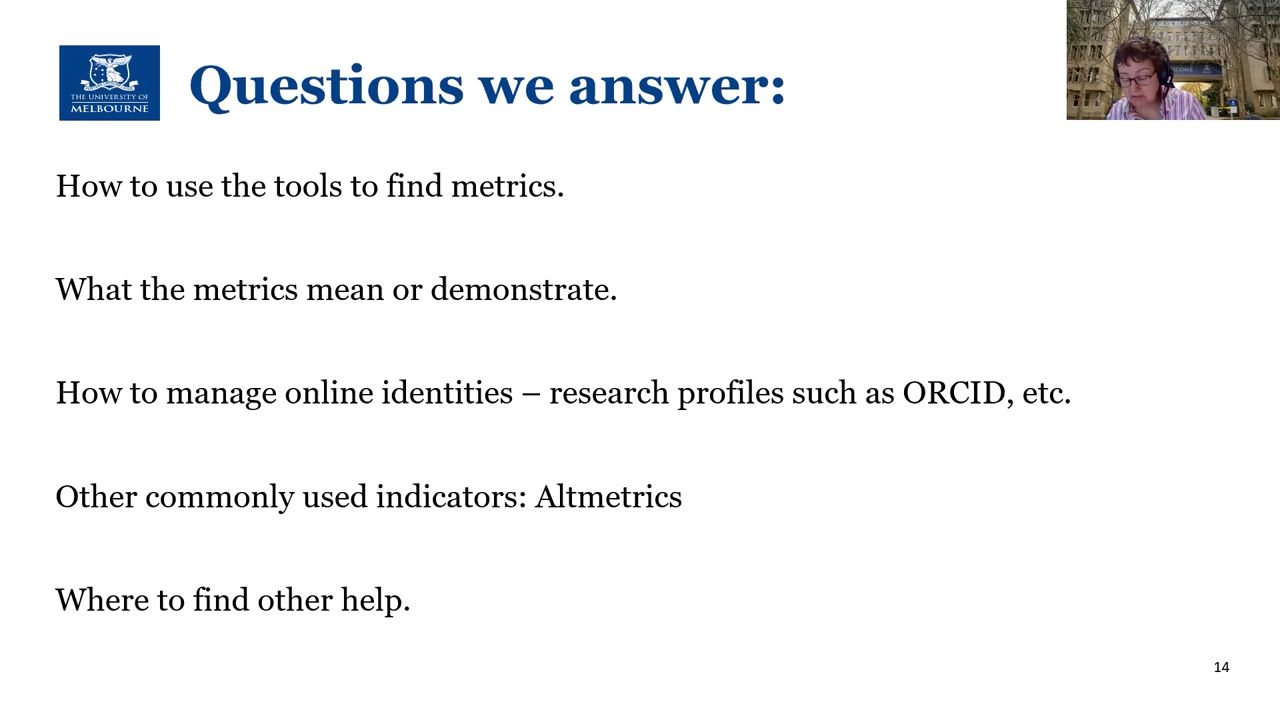 THE UNIVERSITY OF
MELBOURNE
Questions we answer:
How to use the tools to find metrics.
What the metrics mean or demonstrate.
How to manage online identities – research profiles such as ORCID, etc.
Other commonly used indicators: Altmetrics
Where to find other help.
14